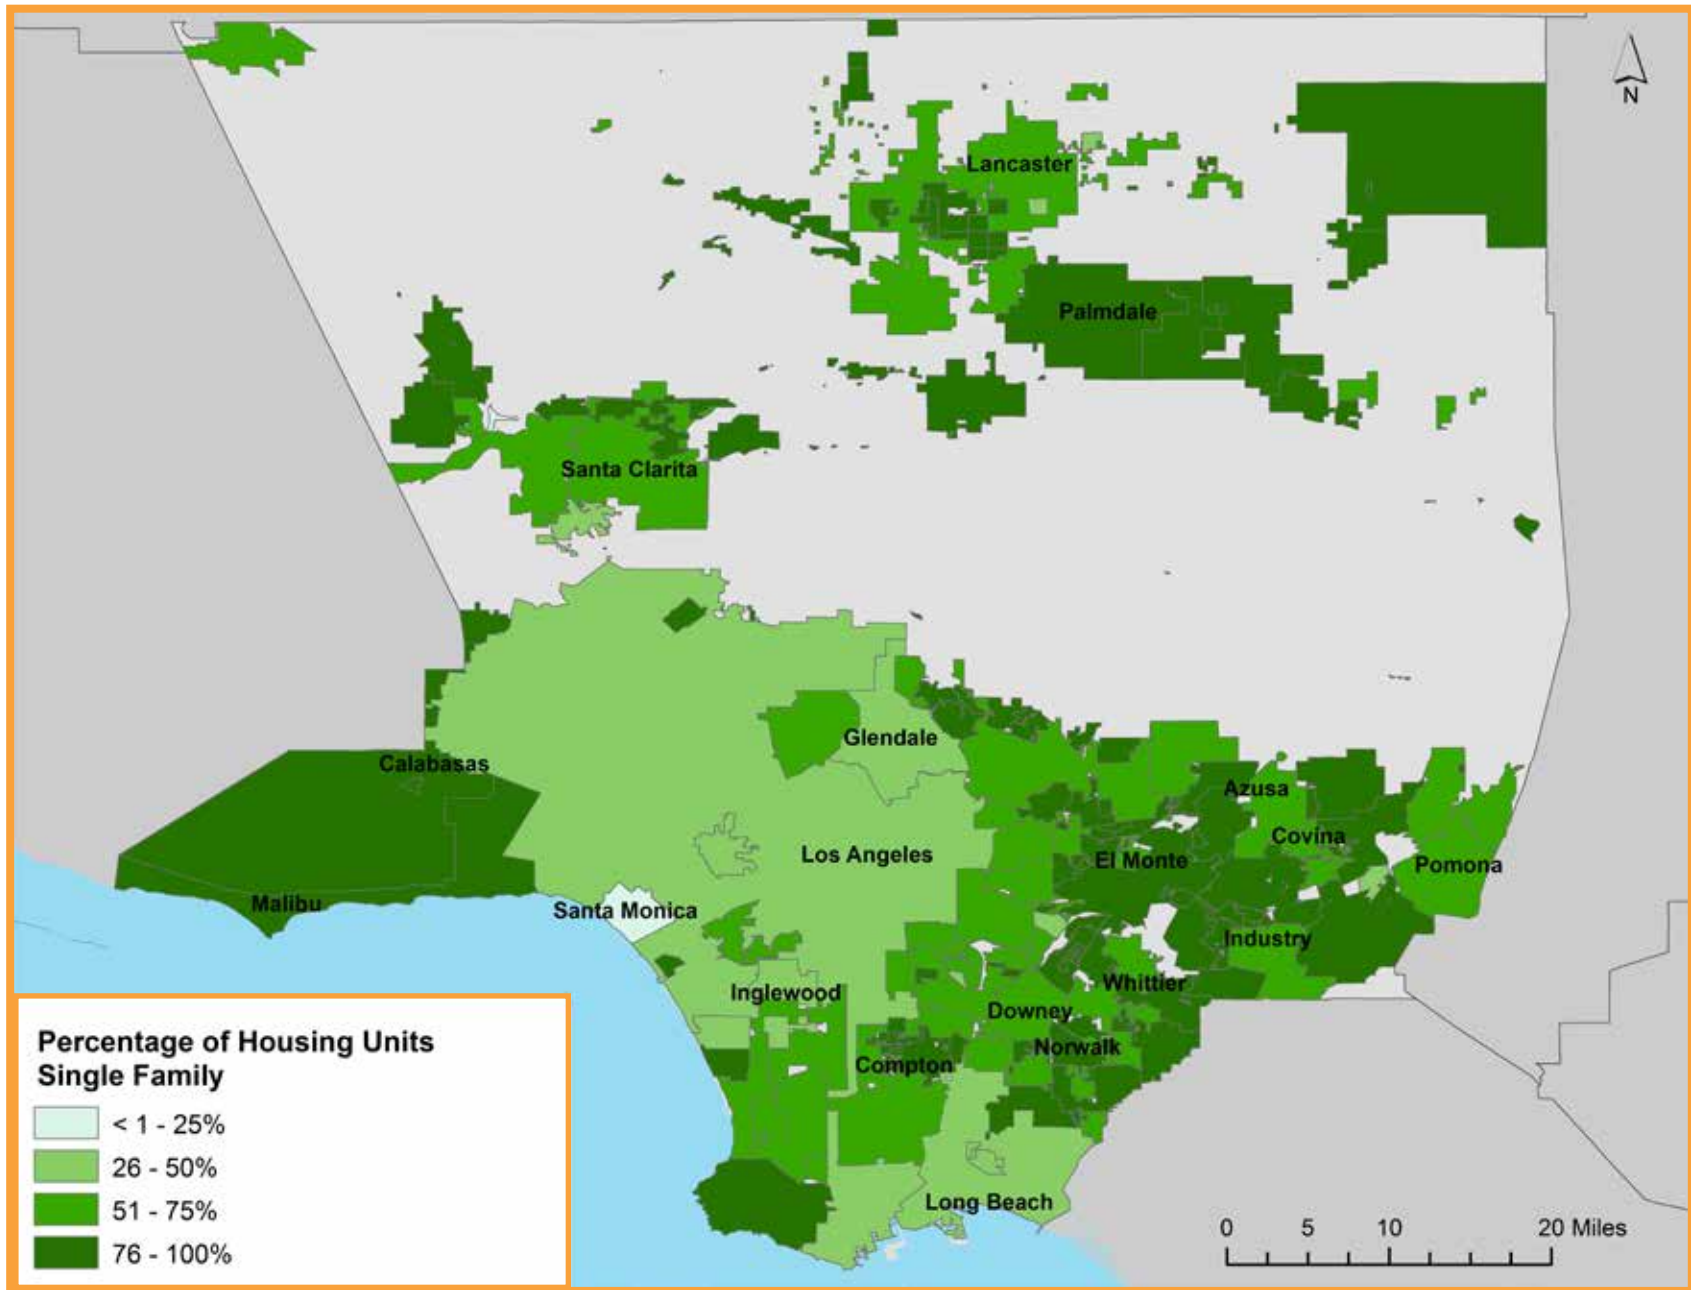 N
Lancaster
Palmdale
Santa Clarita
Glendale
Calabasas
Azusa
Covina
Los Angeles
El Monte
Pomona
Malibu
Santa Monica
Industry
Inglewood
Whittier
Downey
Norwalk
Compton
Long Beach
Percentage of Housing Units
Single Family
< 1 - 25%
26 - 50%
51 - 75%
76 - 100%
0 5 10 20 Miles